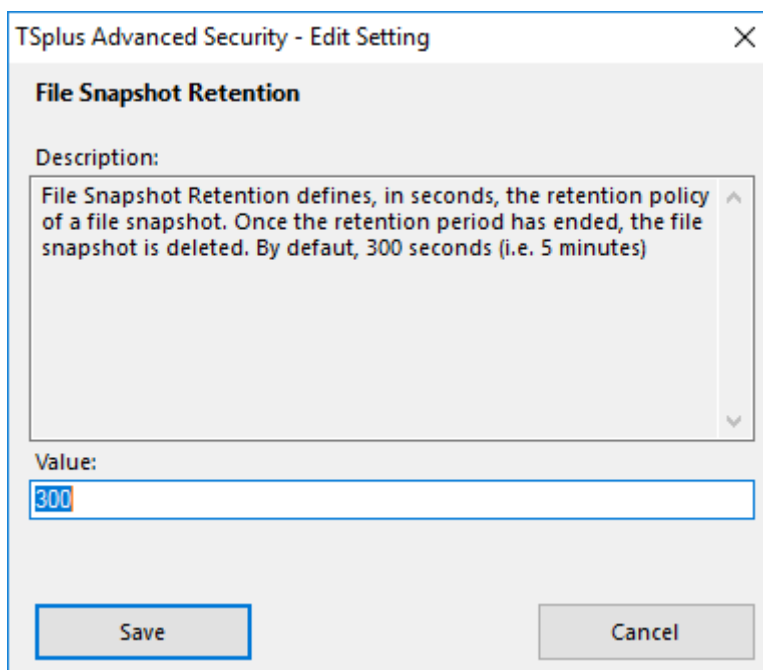 TSplus Advanced Security - Edit Setting
File Snapshot Retention
Description:
File Snapshot Retention defines, in seconds, the retention policy
of a file snapshot. Once the retention period has ended, the file
snapshot is deleted. By defaut, 300 seconds (i.e. 5 minutes)
Value:
300
Save Cancel